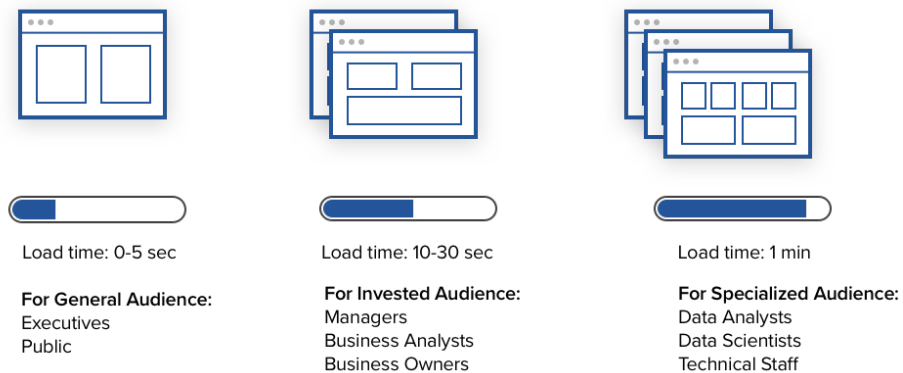 Load time: 0-5 sec
For General Audience:
Executives
Public
Load time: 10-30 sec
For Invested Audience:
Managers
Business Analysts
Business Owners
Load time: 1 min
For Specialized Audience:
Data Analysts
Data Scientists
Technical Staff